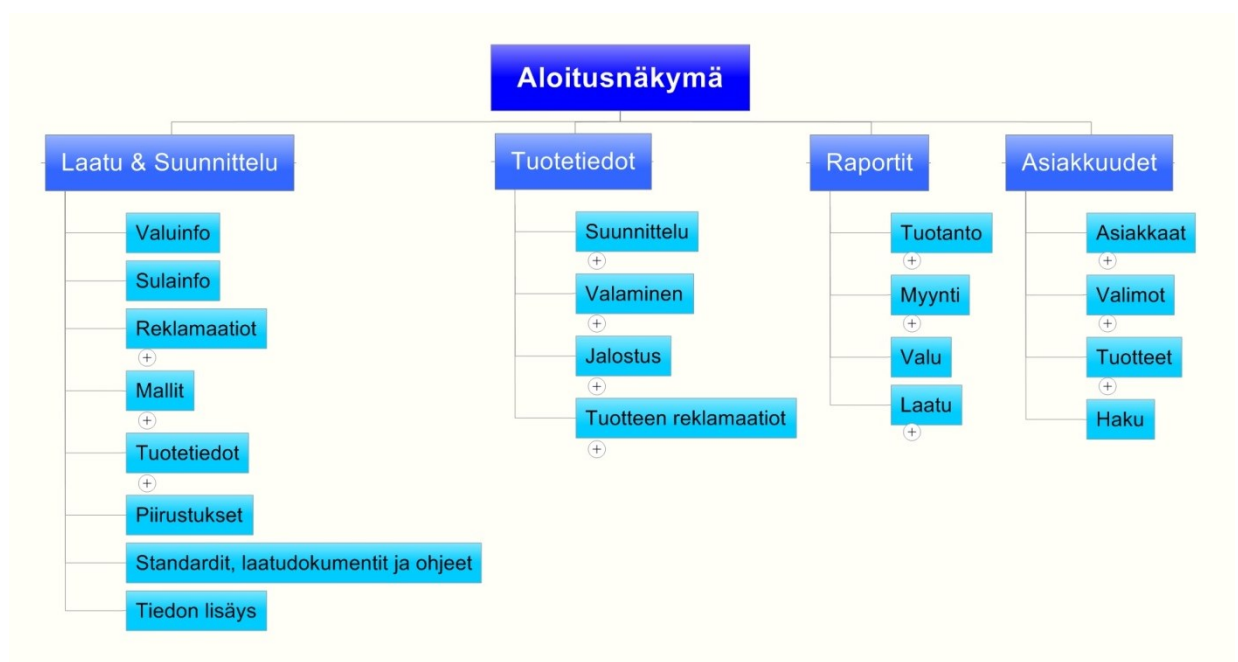 Aloitusnäkymä
Laatu & Suunnittelu
Valuinfo
Sulainfo
Reklamaatiot
Mallit
Tuotetiedot
Piirustukset
Standardit, laatudokumentit ja ohjeet
Tiedon lisäys
Tuotetiedot
Suunnittelu
Valaminen
Jalostus
Tuotteen reklamaatiot
Raportit
Tuotanto
Myynti
Valu
Laatu
Asiakkuudet
Asiakkaat
Valimot
Tuotteet
Haku